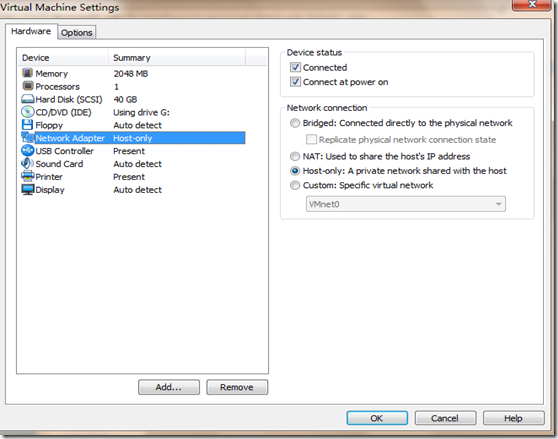 Virtual Machine Settings
Hardware Options
Device Summary
Memory 2048 MB
Processors 1
Hard Disk (SCSI) 40 GB
CD/DVD (IDE) Using drive G:
Floppy Auto detect
Network Adapter Host-only
USB Controller Present
Sound Card Auto detect
Printer Present
Display Auto detect
Add... Remove
Device status
Connected
Connect at power on
Network connection
Bridged: Connected directly to the physical network
Replicate physical network connection state
NAT: Used to share the host's IP address
Host-only: A private network shared with the host
Custom: Specific virtual network
VMnet0
OK Cancel Help